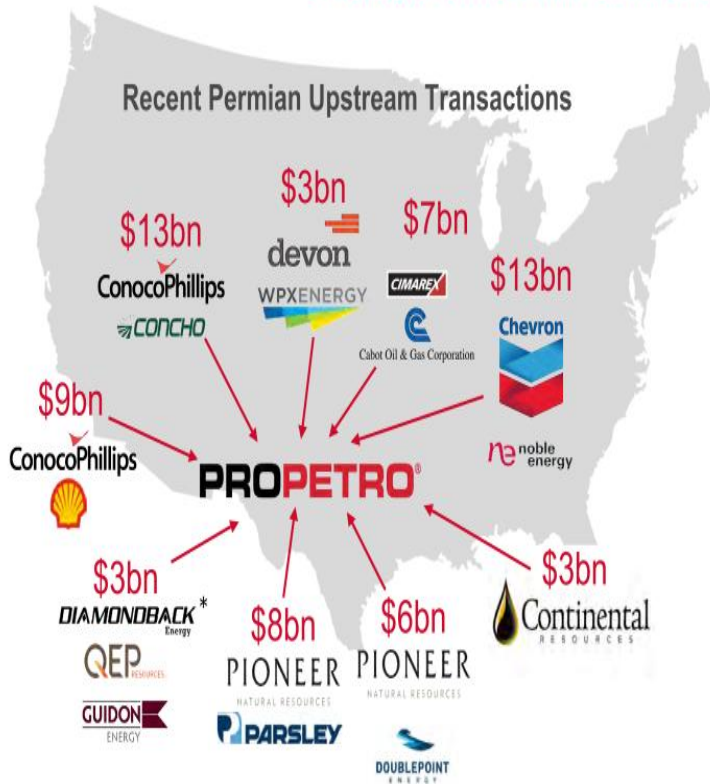 Recent Permian Upstream Transactions
$3bn
devon
WPXENERGY
$7bn
CIMAREX
Cabot Oil & Gas Corporation
$13bn
ConocoPhillips
CONCHO
$13bn
Chevron
noble
energy
$9bn
ConocoPhillips
PROPETRO®
$3bn
DIAMONDBACK*
Energy
QEP
RESOURCES
GUIDON
ENERGY
$8bn
PIONEER
NATURAL RESOURCES
PARSLEY
$6bn
PIONEER
NATURAL RESOURCES
DOUBLEPOINT
ENERGY
$3bn
Continental
RESOURCES